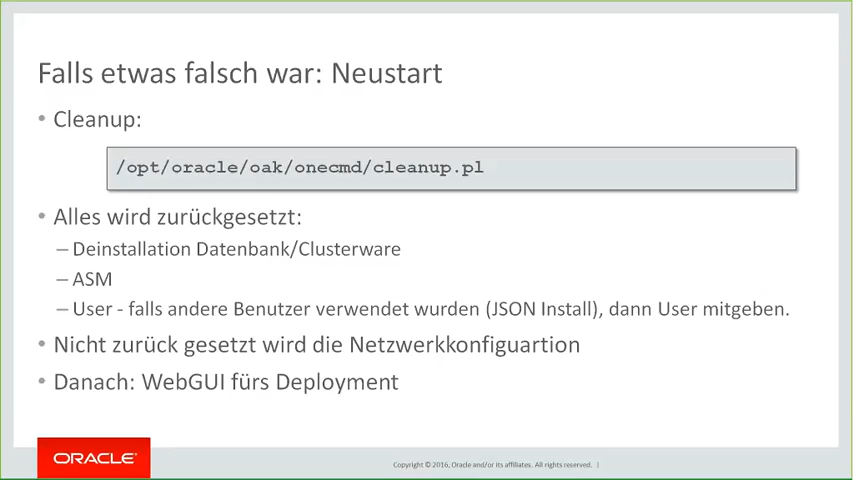 Falls etwas falsch war: Neustart
• Cleanup:
/opt/oracle/oak/onecmd/cleanup.pl
• Alles wird zurückgesetzt:
– Deinstallation Datenbank/Clusterware
– ASM
– User - falls andere Benutzer verwendet wurden (JSON Install), dann User mitgeben.
• Nicht zurück gesetzt wird die Netzwerkkonfiguartion
• Danach: WebGUI fürs Deployment
ORACLE®
Copyright © 2016, Oracle and/or its affiliates. All rights reserved. |